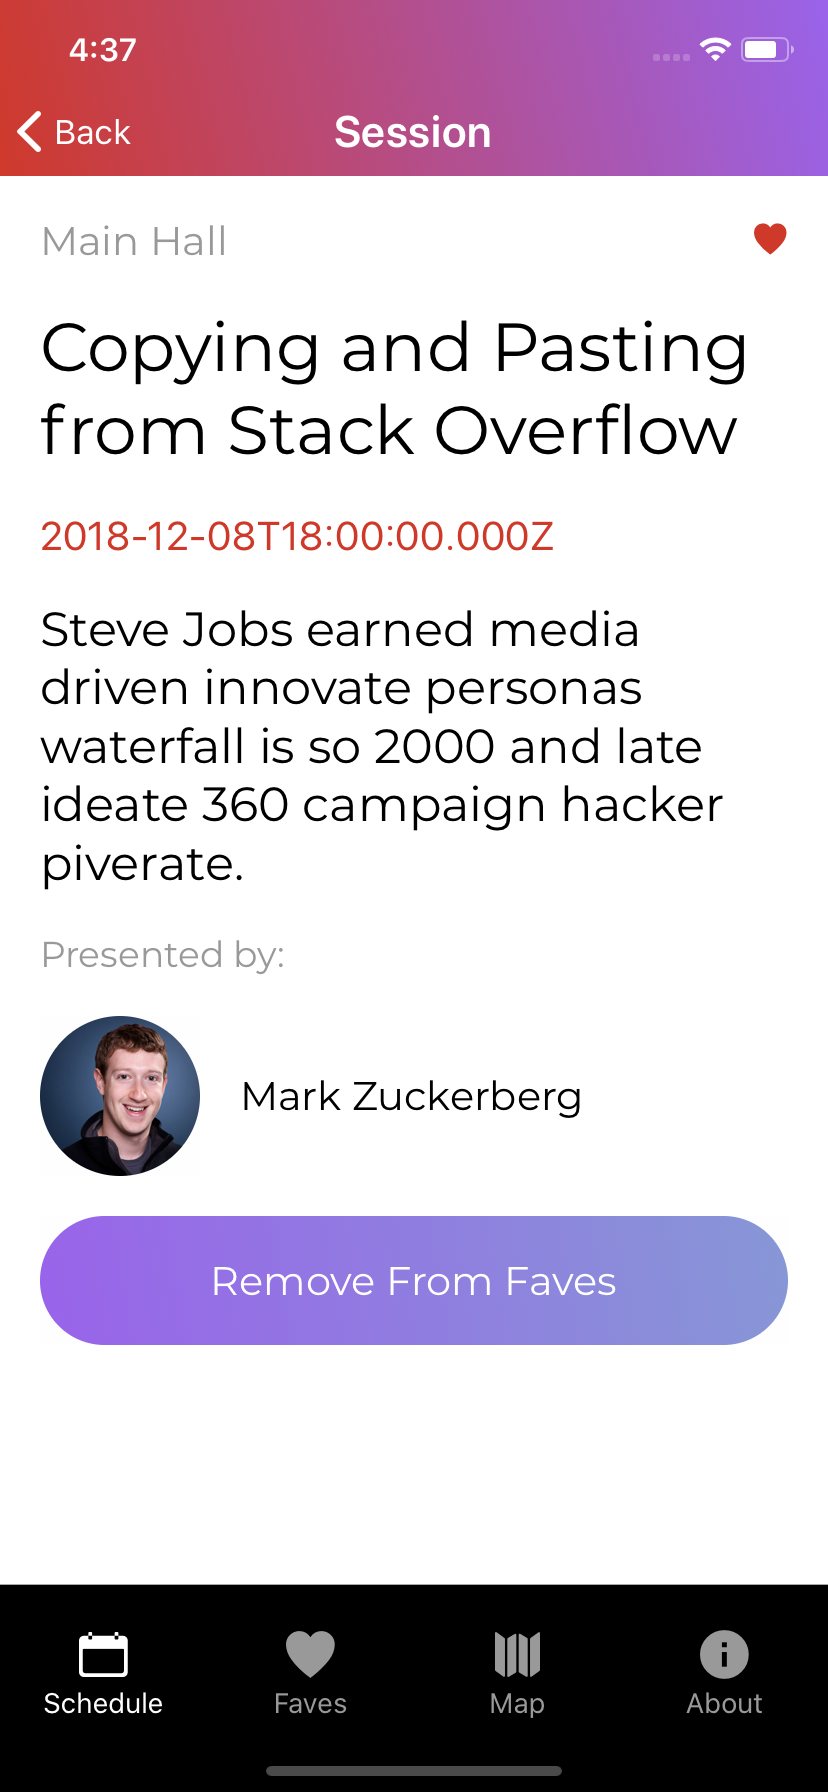 4:37
Back
Session
Main Hall
Copying and Pasting
from Stack Overflow
2018-12-08T18:00:00.000Z
Steve Jobs earned media
driven innovate personas
waterfall is so 2000 and late
ideate 360 campaign hacker
piverate.
Presented by:
Mark Zuckerberg
Remove From Faves
Schedule
Faves
Map
About